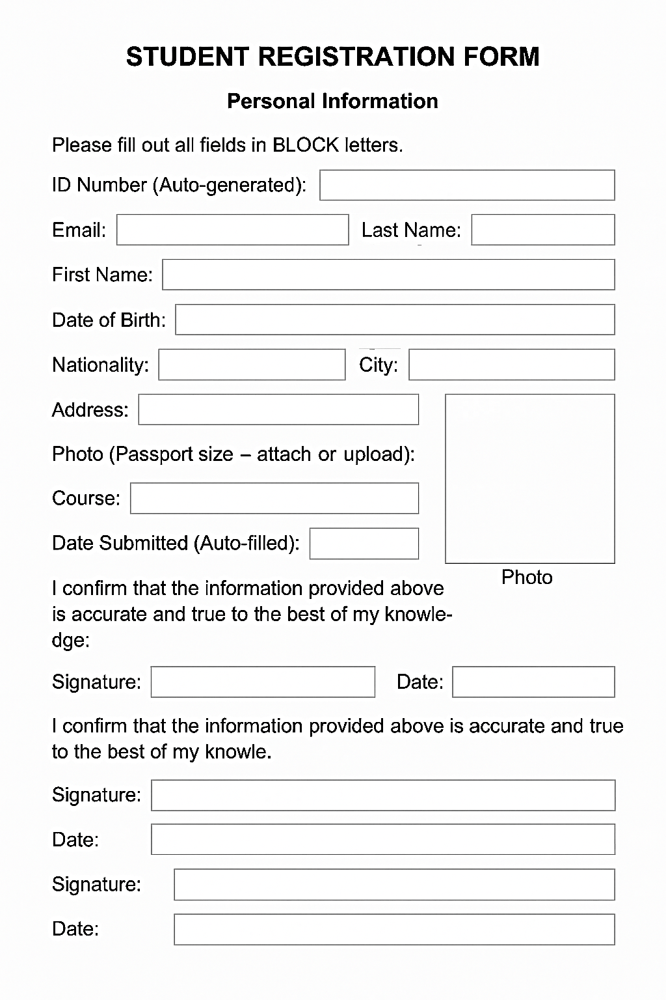 STUDENT REGISTRATION FORM
Personal Information
Please fill out all fields in BLOCK letters.
ID Number (Auto-generated):
Email: Last Name:
First Name:
Date of Birth:
Nationality: City:
Address:
Photo (Passport size – attach or upload):
Course:
Date Submitted (Auto-filled):
Photo
I confirm that the information provided above
is accurate and true to the best of my knowle-
dge:
Signature: Date:
I confirm that the information provided above is accurate and true
to the best of my knowle.
Signature:
Date:
Signature:
Date: